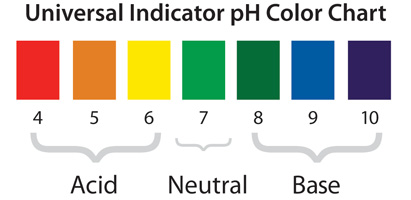 Universal Indicator pH Color Chart
4 5 6 7 8 9 10
Acid Neutral Base